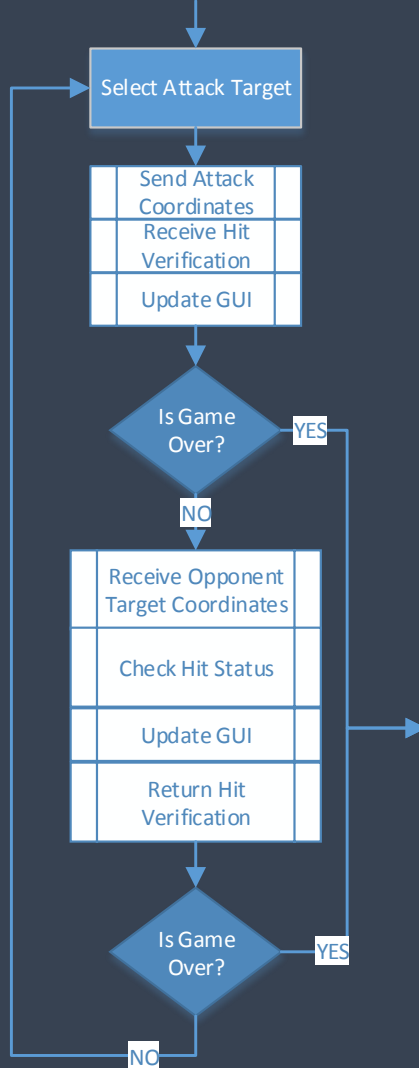 Select Attack Target
Send Attack
Coordinates
Receive Hit
Verification
Update GUI
Is Game
Over?
YES
NO
Receive Opponent
Target Coordinates
Check Hit Status
Update GUI
Return Hit
Verification
Is Game
Over?
YES
NO